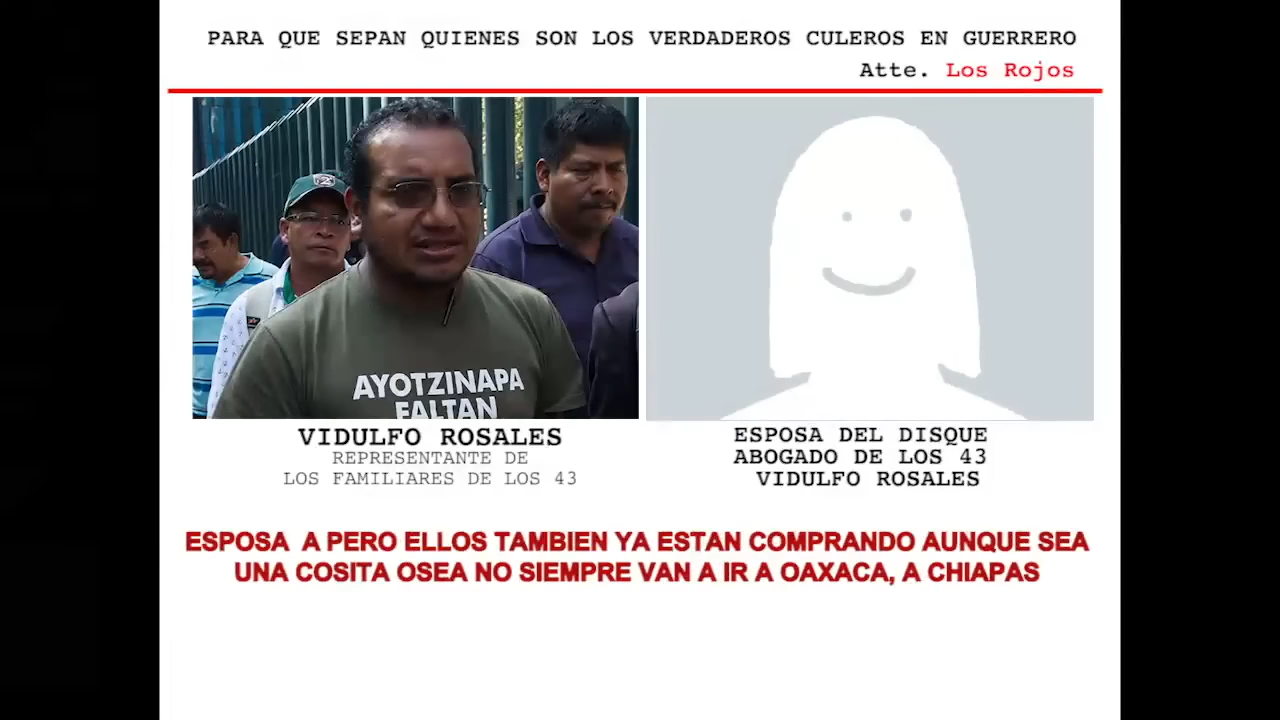 PARA QUE SEPAN QUIENES SON LOS VERDADEROS CULEROS EN GUERRERO
Atte. Los Rojos
AYOTZINAPA
FALTAN
VIDULFO ROSALES
REPRESENTANTE DE
LOS FAMILIARES DE LOS 43
ESPOSA DEL DISQUE
ABOGADO DE LOS 43
VIDULFO ROSALES
ESPOSA A PERO ELLOS TAMBIEN YA ESTAN COMPRANDO AUNQUE SEA
UNA COSITA OSEA NO SIEMPRE VAN A IR A OAXACA, A CHIAPAS